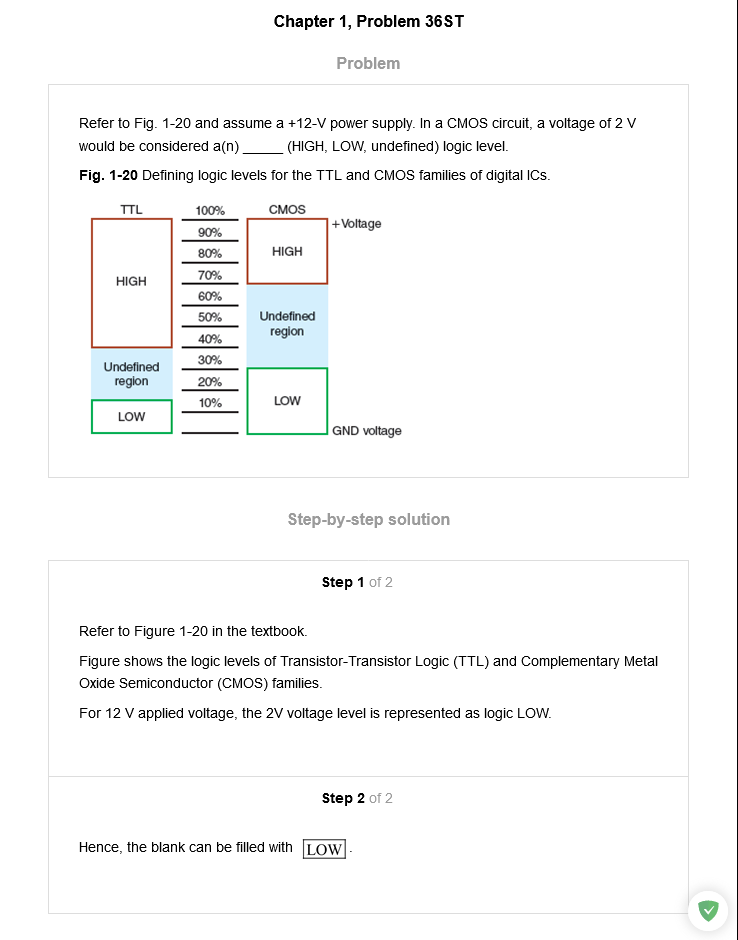 Chapter 1, Problem 36ST
Problem
Refer to Fig. 1-20 and assume a +12-V power supply. In a CMOS circuit, a voltage of 2 V
would be considered a(n) _____ (HIGH, LOW, undefined) logic level.
Fig. 1-20 Defining logic levels for the TTL and CMOS families of digital ICs.
TTL 100% CMOS
+Voltage
90%
80% HIGH
70%
HIGH
60%
50% Undefined
region
40%
30%
Undefined
region 20%
10% LOW
LOW
GND voltage
Step-by-step solution
Step 1 of 2
Refer to Figure 1-20 in the textbook.
Figure shows the logic levels of Transistor-Transistor Logic (TTL) and Complementary Metal
Oxide Semiconductor (CMOS) families.
For 12 V applied voltage, the 2V voltage level is represented as logic LOW.
Step 2 of 2
Hence, the blank can be filled with LOW.